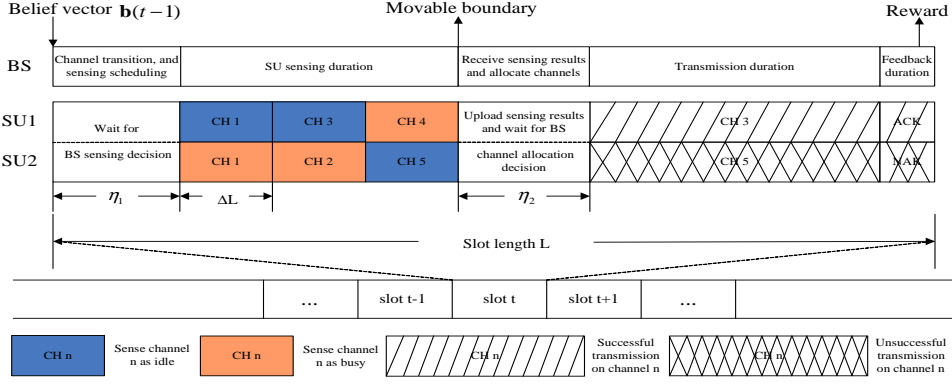 Belief vector b(t−1)
Movable boundary
Reward
BS
Channel transition, and
sensing scheduling
SU sensing duration
Receive sensing results
and allocate channels
Transmission duration
Feedback
duration
SU1
Wait for
CH 1
CH 3
CH 4
Upload sensing results
and wait for BS
CH 3
ACK
SU2
BS sensing decision
CH 1
CH 2
CH 5
channel allocation
decision
CH 5
NAK
η1
ΔL
η2
Slot length L
...
slot t-1
slot t
slot t+1
...
CH n
Sense channel
n as idle
CH n
Sense channel
n as busy
CH n
Successful
transmission
on channel n
CH n
Unsuccessful
transmission
on channel n